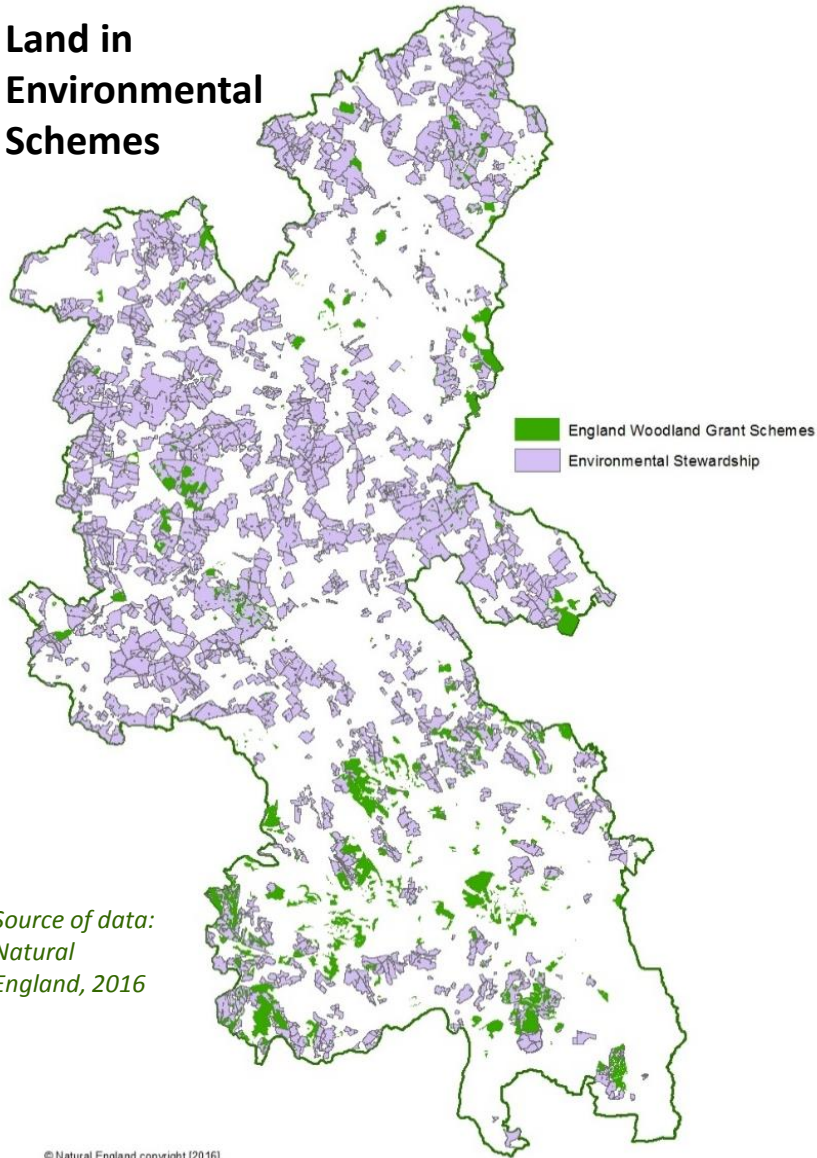 Land in
Environmental
Schemes
England Woodland Grant Schemes
Environmental Stewardship
Source of data:
Natural
England, 2016
© Natural England copyright [2016]